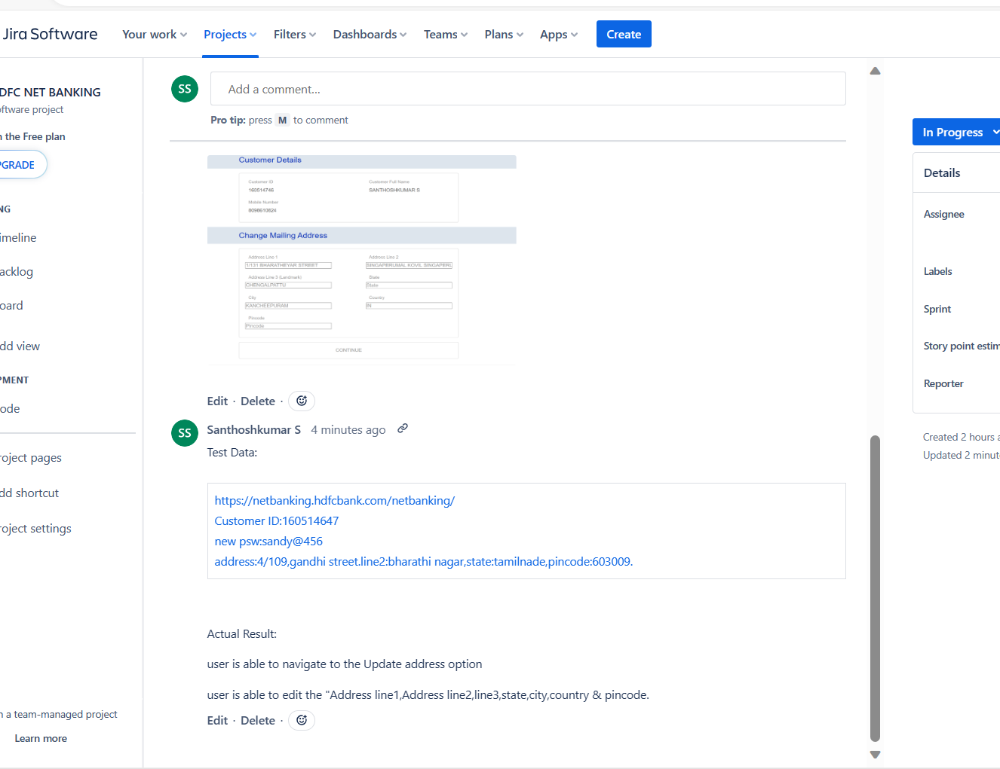 Jira Software
Your work
Projects
Filters
Dashboards
Teams
Plans
Apps
Create
DFC NET BANKING
oftware project
n the Free plan
PGRADE
NG
imeline
acklog
oard
dd view
PMENT
ode
roject pages
dd shortcut
roject settings
n a team-managed project
Learn more
SS
Add a comment...
Pro tip: press M to comment
Customer Details
Customer ID
Customer Full Name
160514746
SANTHOSHKUMAR S
Mobile Number
8098610824
Change Mailing Address
Address Line 1
Address Line 2
1/131 BHARATHEYAR STREET
SINGAPERUMAL KOVIL SINGAPERU
Address Line 3 (Landmark)
State
CHENGALPATTU
State
City
Country
KANCHEEPURAM
IN
Pincode
Pincode
CONTINUE
Edit · Delete ·
SS
Santhoshkumar S 4 minutes ago
Test Data:
https://netbanking.hdfcbank.com/netbanking/
Customer ID:160514647
new psw:sandy@456
address:4/109,gandhi street.line2:bharathi nagar,state:tamilnade,pincode:603009.
Actual Result:
user is able to navigate to the Update address option
user is able to edit the "Address line1,Address line2,line3,state,city,country & pincode.
Edit · Delete ·
In Progress
Details
Assignee
Labels
Sprint
Story point estim
Reporter
Created 2 hours a
Updated 2 minut